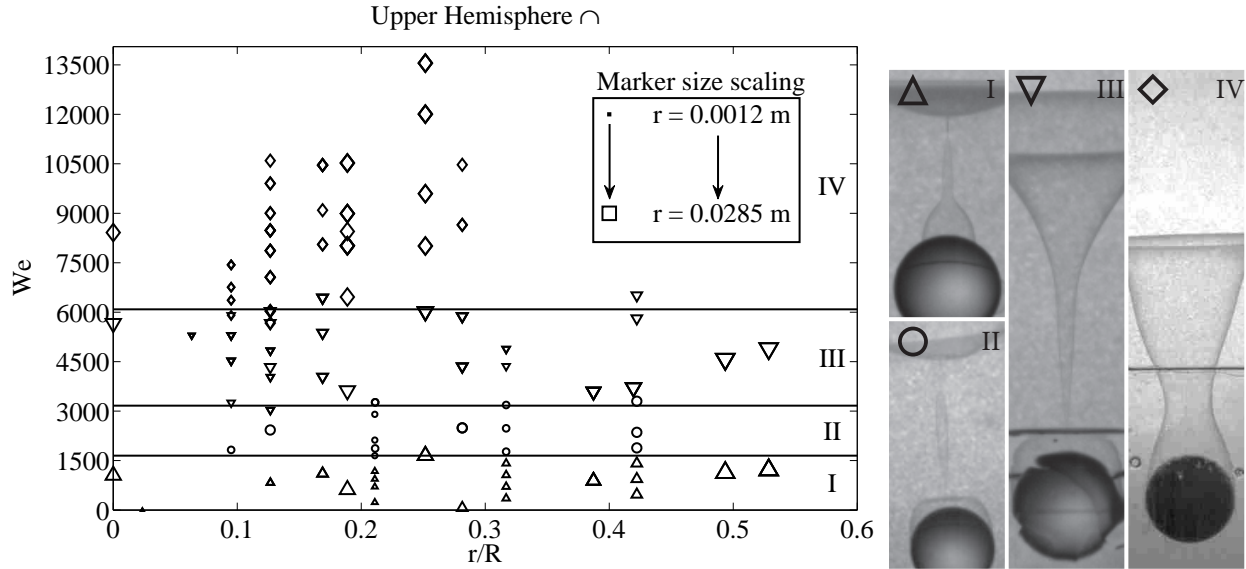 Upper Hemisphere ∩
We
13500
12000
10500
9000
7500
6000
4500
3000
1500
0
Marker size scaling
r = 0.0012 m
r = 0.0285 m
IV
III
II
I
0 0.1 0.2 0.3 0.4 0.5 0.6
r/R
I
II
III
IV